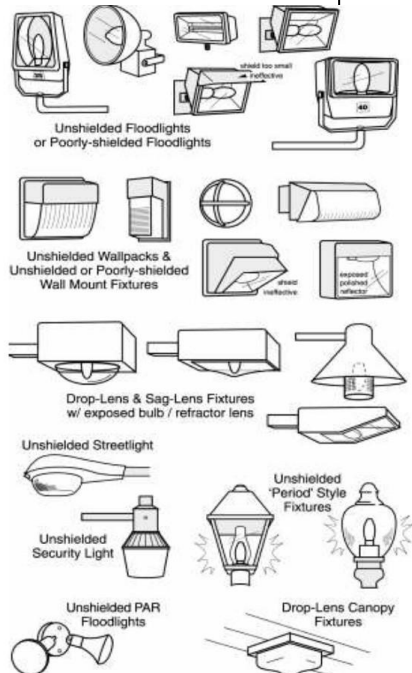 shield too small
ineffective
Unshielded Floodlights
or Poorly-shielded Floodlights
40
Unshielded Wallpacks &
Unshielded or Poorly-shielded
Wall Mount Fixtures
shield
ineffective
exposed
polished
reflector
Drop-Lens & Sag-Lens Fixtures
w/ exposed bulb / refractor lens
Unshielded Streetlight
Unshielded
Security Light
Unshielded
'Period' Style
Fixtures
Unshielded PAR
Floodlights
Drop-Lens Canopy
Fixtures